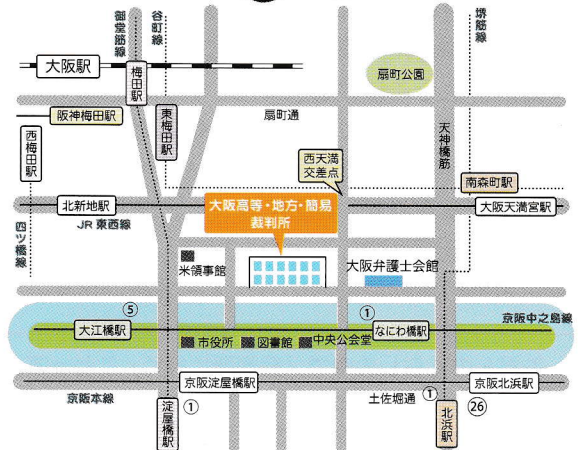 御堂筋線
谷町線
堺筋線
大阪駅
梅田駅
扇町公園
阪神梅田駅
東梅田駅
扇町通
天神橋筋
西梅田駅
西天満
交差点
南森町駅
北新地駅
大阪高等・地方・簡易
裁判所
大阪天満宮駅
JR東西線
四ツ橋線
米領事館
大阪弁護士会館
⑤
①
京阪中之島線
大江橋駅
なにわ橋駅
市役所
図書館
中央公会堂
京阪淀屋橋駅
京阪北浜駅
京阪本線
土佐堀通
淀屋橋駅
①
①
北浜駅
㉖